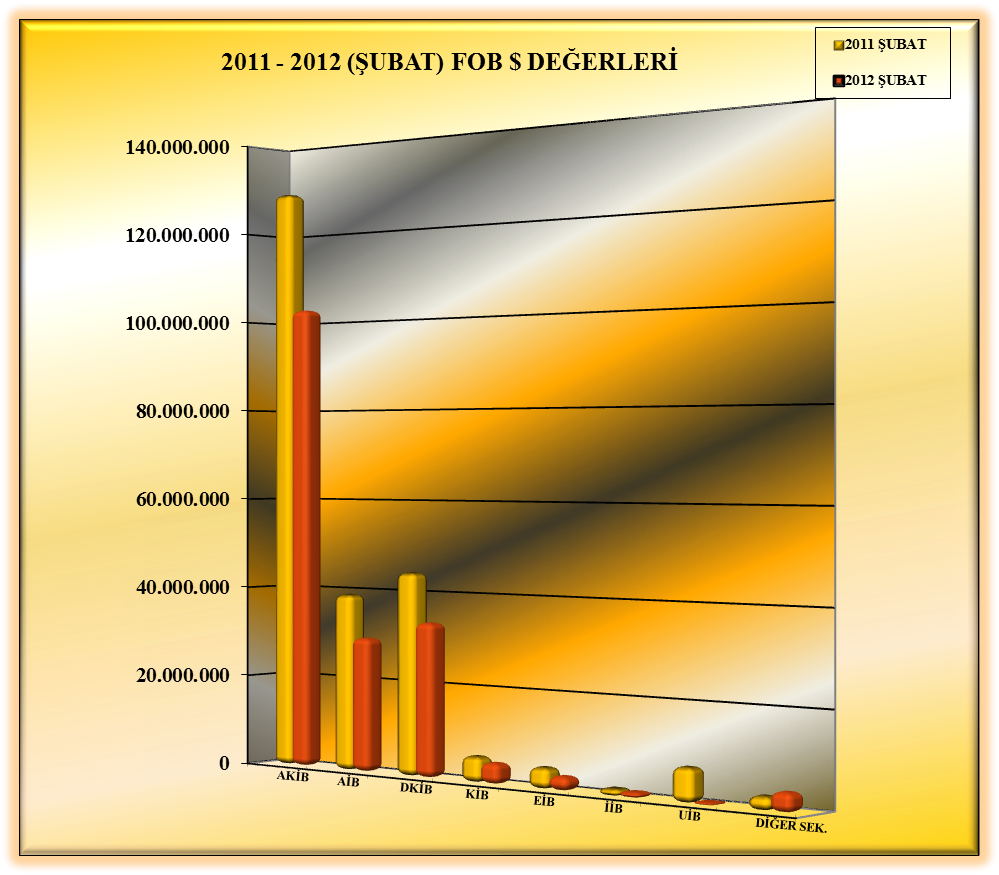 2011 - 2012 (ŞUBAT) FOB $ DEĞERLERİ
2011 ŞUBAT
2012 ŞUBAT
140.000.000
120.000.000
100.000.000
80.000.000
60.000.000
40.000.000
20.000.000
0
AKİB
AİB
DKİB
KİB
EİB
İİB
UİB
DİĞER SEK.